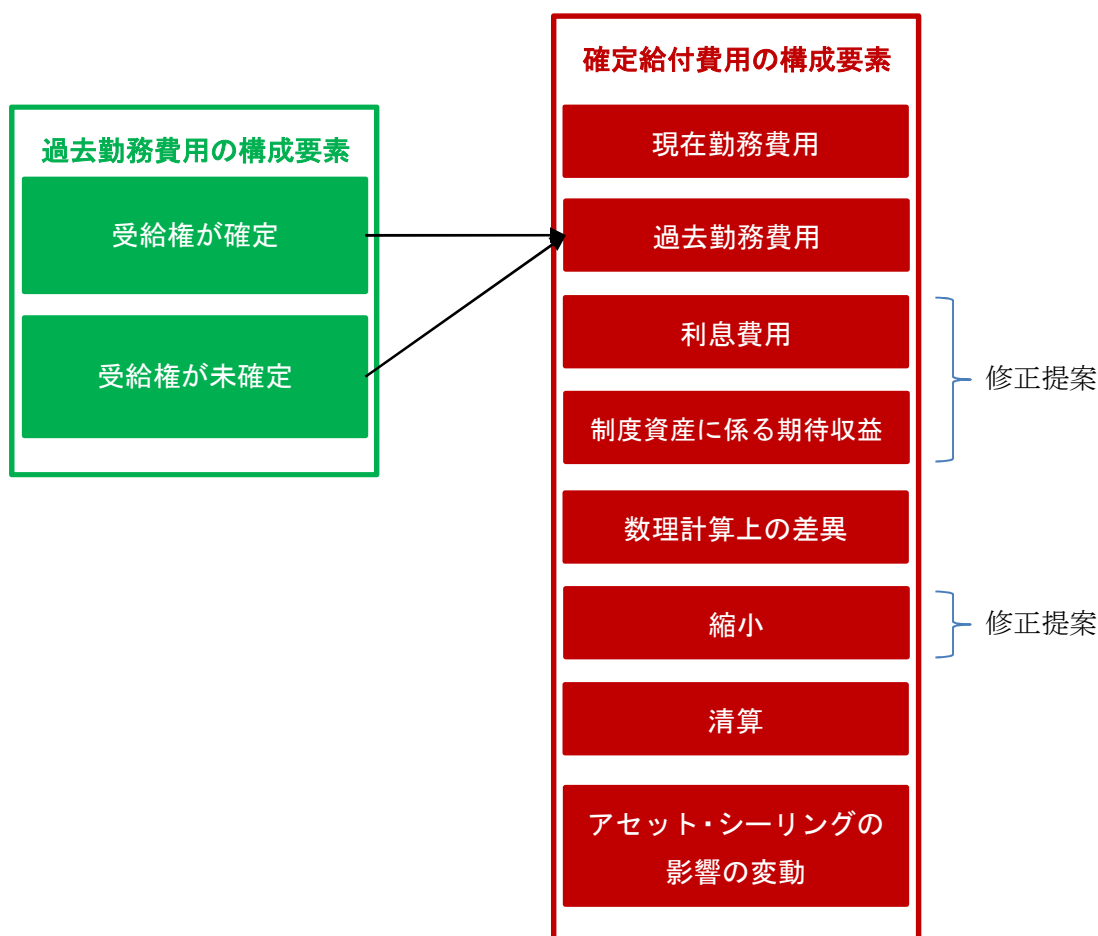 過去勤務費用の構成要素
受給権が確定
受給権が未確定
確定給付費用の構成要素
現在勤務費用
過去勤務費用
利息費用
制度資産に係る期待収益
修正提案
数理計算上の差異
縮小
修正提案
清算
アセット・シーリングの
影響の変動